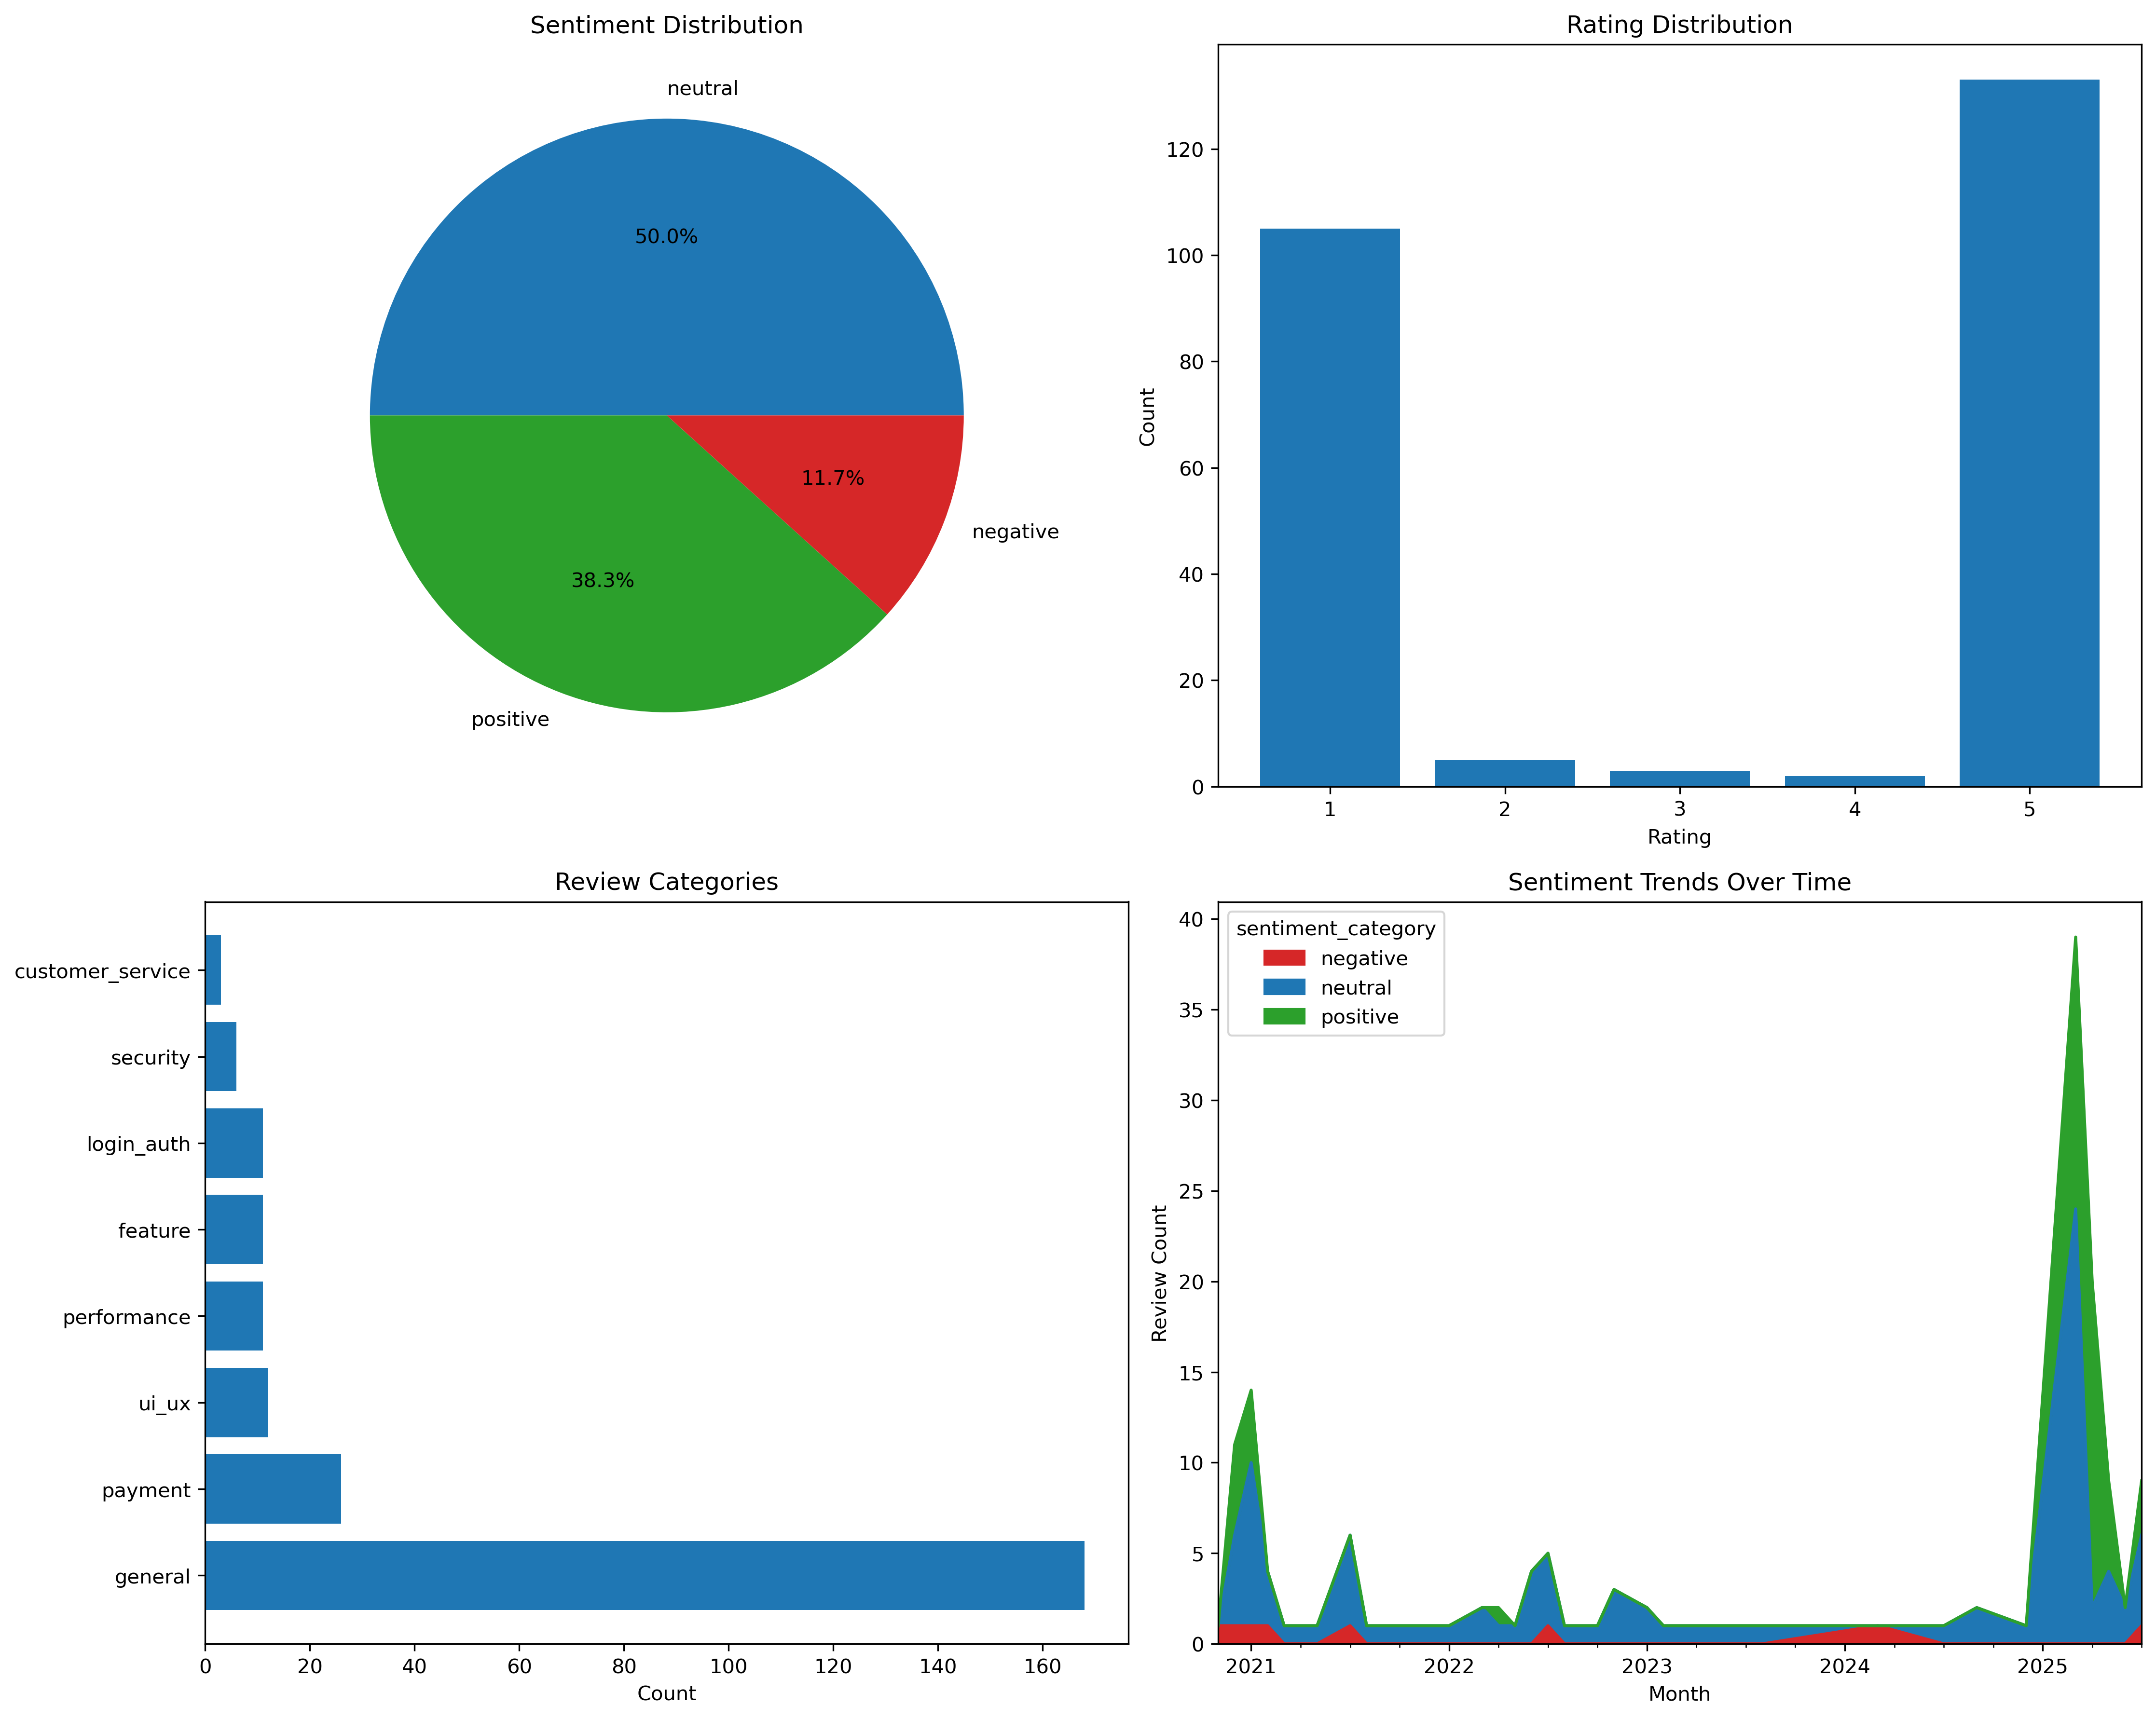 Sentiment Distribution
neutral
50.0%
11.7%
negative
38.3%
positive
Rating Distribution
120
100
80
60
40
20
0
Count
1 2 3 4 5
Rating
Review Categories
customer_service
security
login_auth
feature
performance
ui_ux
payment
general
0 20 40 60 80 100 120 140 160
Count
Sentiment Trends Over Time
sentiment_category
negative
neutral
positive
40
35
30
25
20
15
10
5
0
Review Count
2021 2022 2023 2024 2025
Month